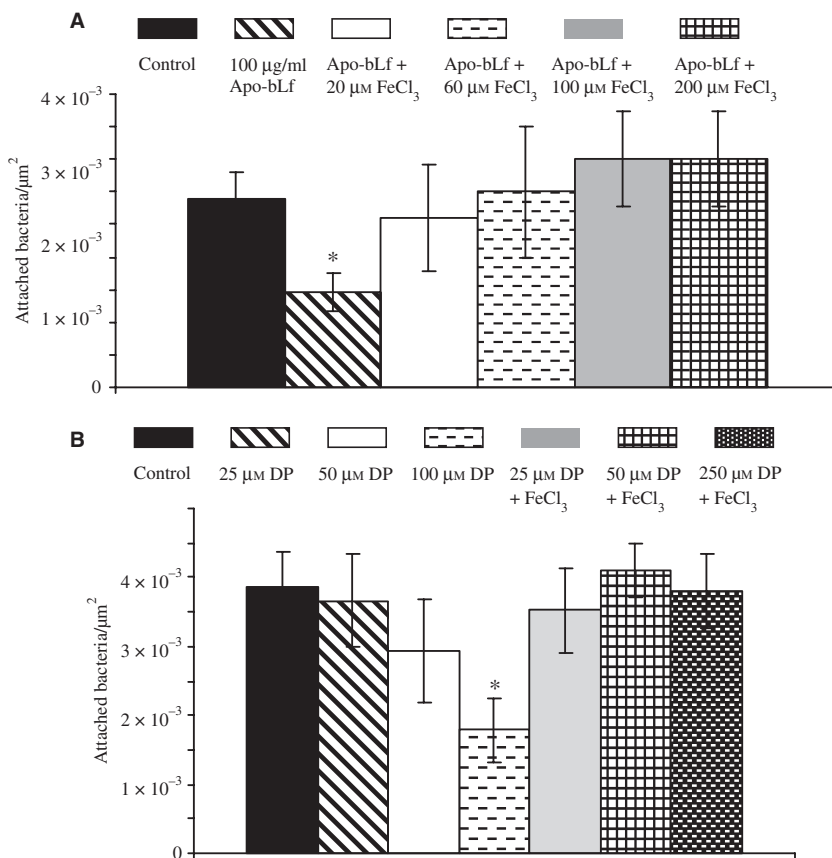 A
Control
100 µg/ml
Apo-bLf
Apo-bLf +
20 µM FeCl₃
Apo-bLf +
60 µM FeCl₃
Apo-bLf +
100 µM FeCl₃
Apo-bLf +
200 µM FeCl₃
Attached bacteria/µm²
4 × 10⁻³
3 × 10⁻³
2 × 10⁻³
1 × 10⁻³
0
*
B
Control
25 µM DP
50 µM DP
100 µM DP
25 µM DP
+ FeCl₃
50 µM DP
+ FeCl₃
250 µM DP
+ FeCl₃
Attached bacteria/µm²
4 × 10⁻³
3 × 10⁻³
2 × 10⁻³
1 × 10⁻³
0
*